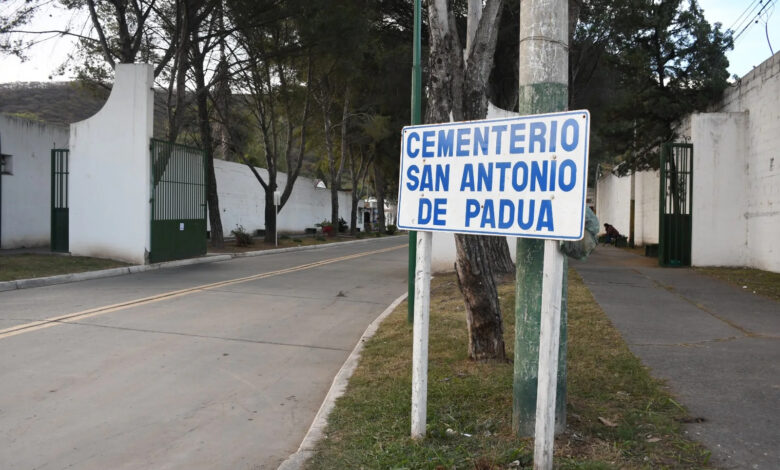 CEMENTERIO
SAN ANTONIO
DE PADUA